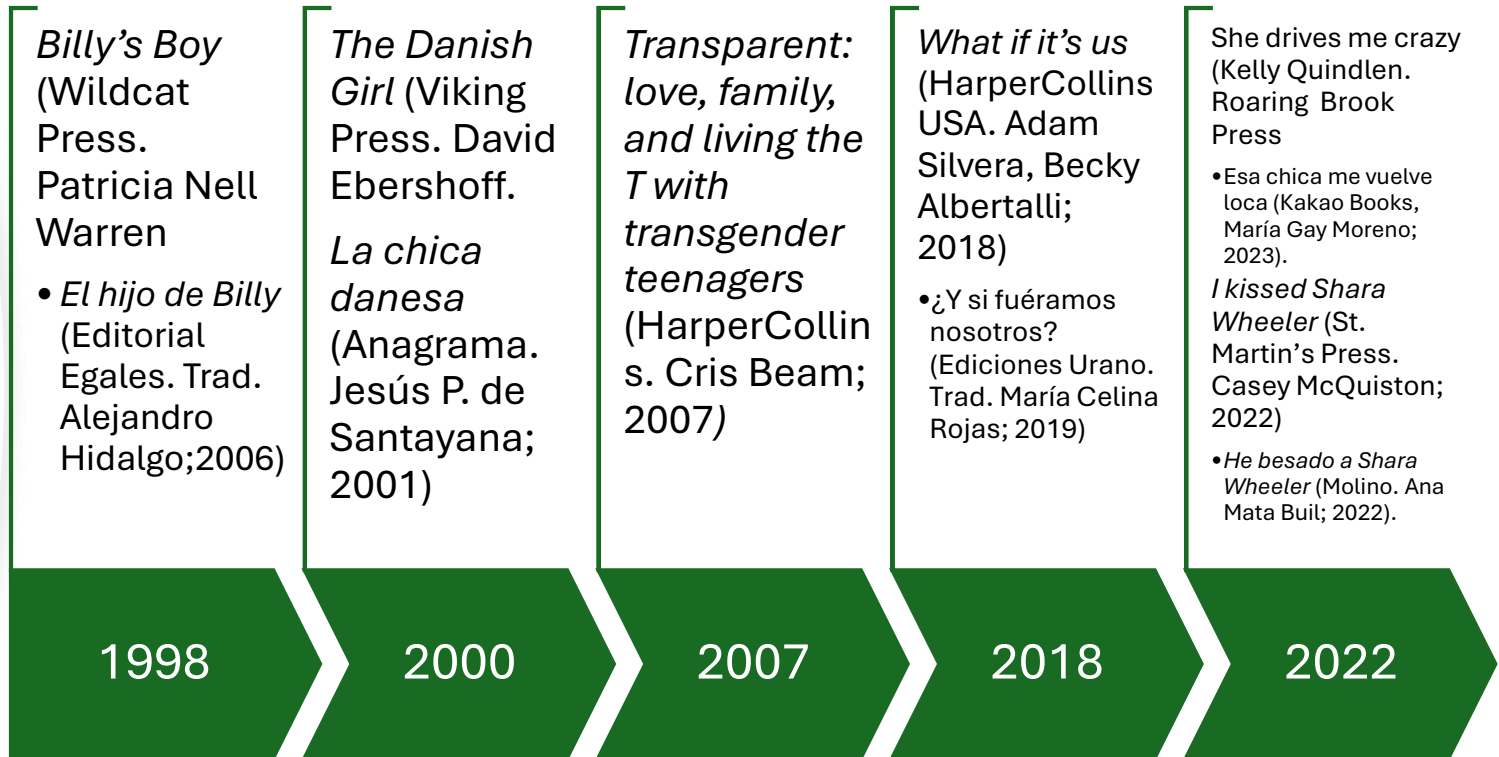 Billy's Boy
(Wildcat
Press.
Patricia Nell
Warren
• El hijo de Billy
(Editorial
Egales. Trad.
Alejandro
Hidalgo;2006)
The Danish
Girl (Viking
Press. David
Ebershoff.
La chica
danesa
(Anagrama.
Jesús P. de
Santayana;
2001)
Transparent:
love, family,
and living the
T with
transgender
teenagers
(HarperCollin
s. Cris Beam;
2007)
What if it's us
(HarperCollins
USA. Adam
Silvera, Becky
Albertalli;
2018)
•¿Y si fuéramos
nosotros?
(Ediciones Urano.
Trad. María Celina
Rojas; 2019)
She drives me crazy
(Kelly Quindlen.
Roaring Brook
Press
•Esa chica me vuelve
loca (Kakao Books,
María Gay Moreno;
2023).
I kissed Shara
Wheeler (St.
Martin's Press.
Casey McQuiston;
2022)
•He besado a Shara
Wheeler (Molino. Ana
Mata Buil; 2022).
1998
2000
2007
2018
2022